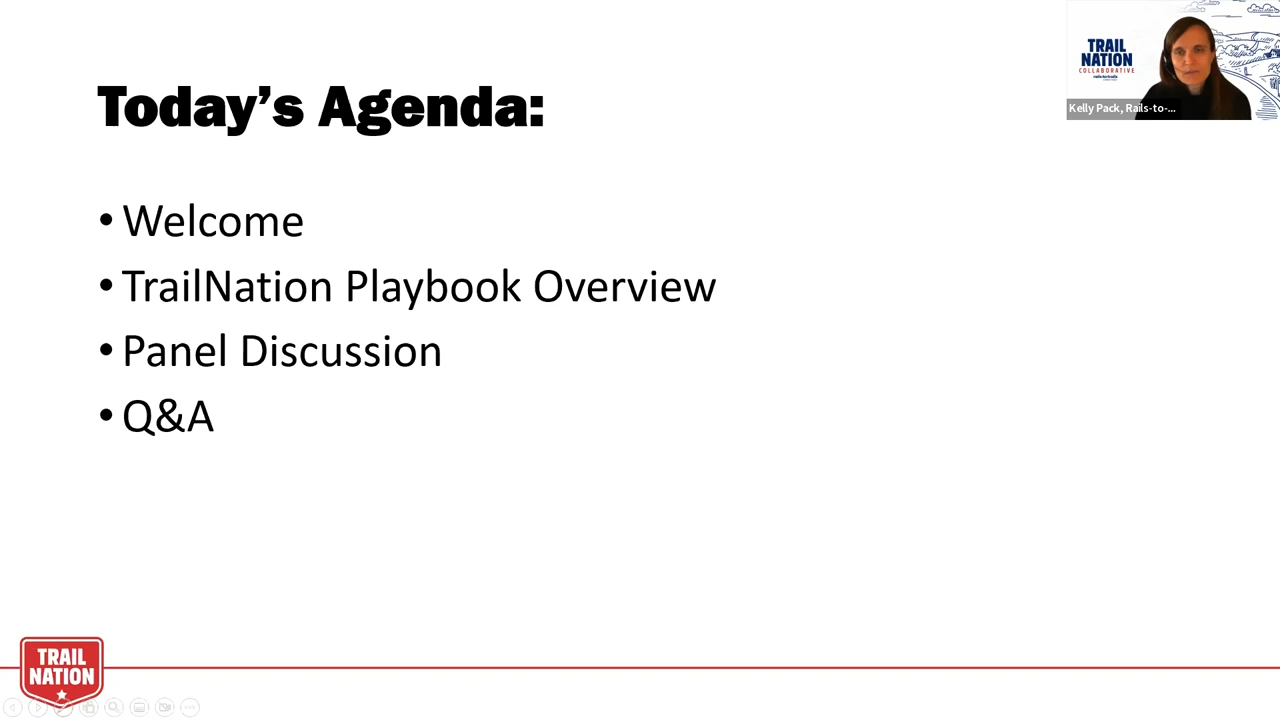 Today's Agenda:
• Welcome
• TrailNation Playbook Overview
• Panel Discussion
• Q&A
TRAIL
NATION
COLLABORATIVE
Kelly Pack, Rails-to-...
TRAIL
NATION